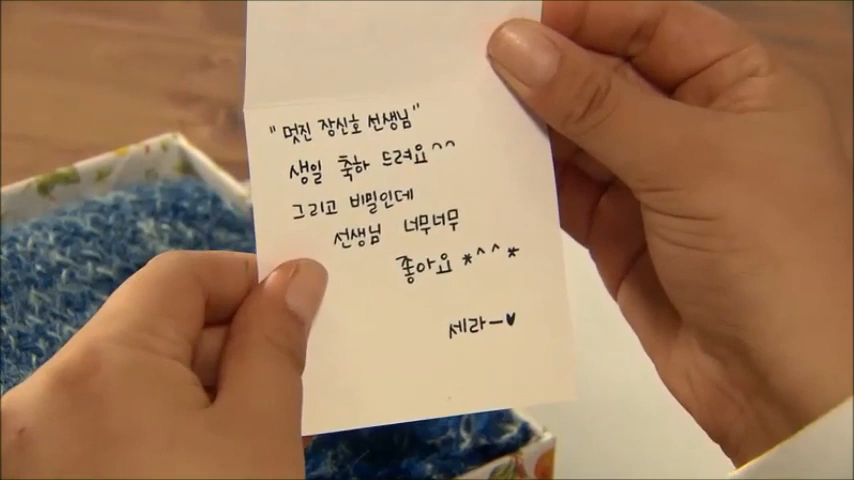 "멋진 장신호 선생님"
생일 축하 드려요^^
그리고 비밀인데
선생님 너무너무
좋아요 *^^*
세라ー♥